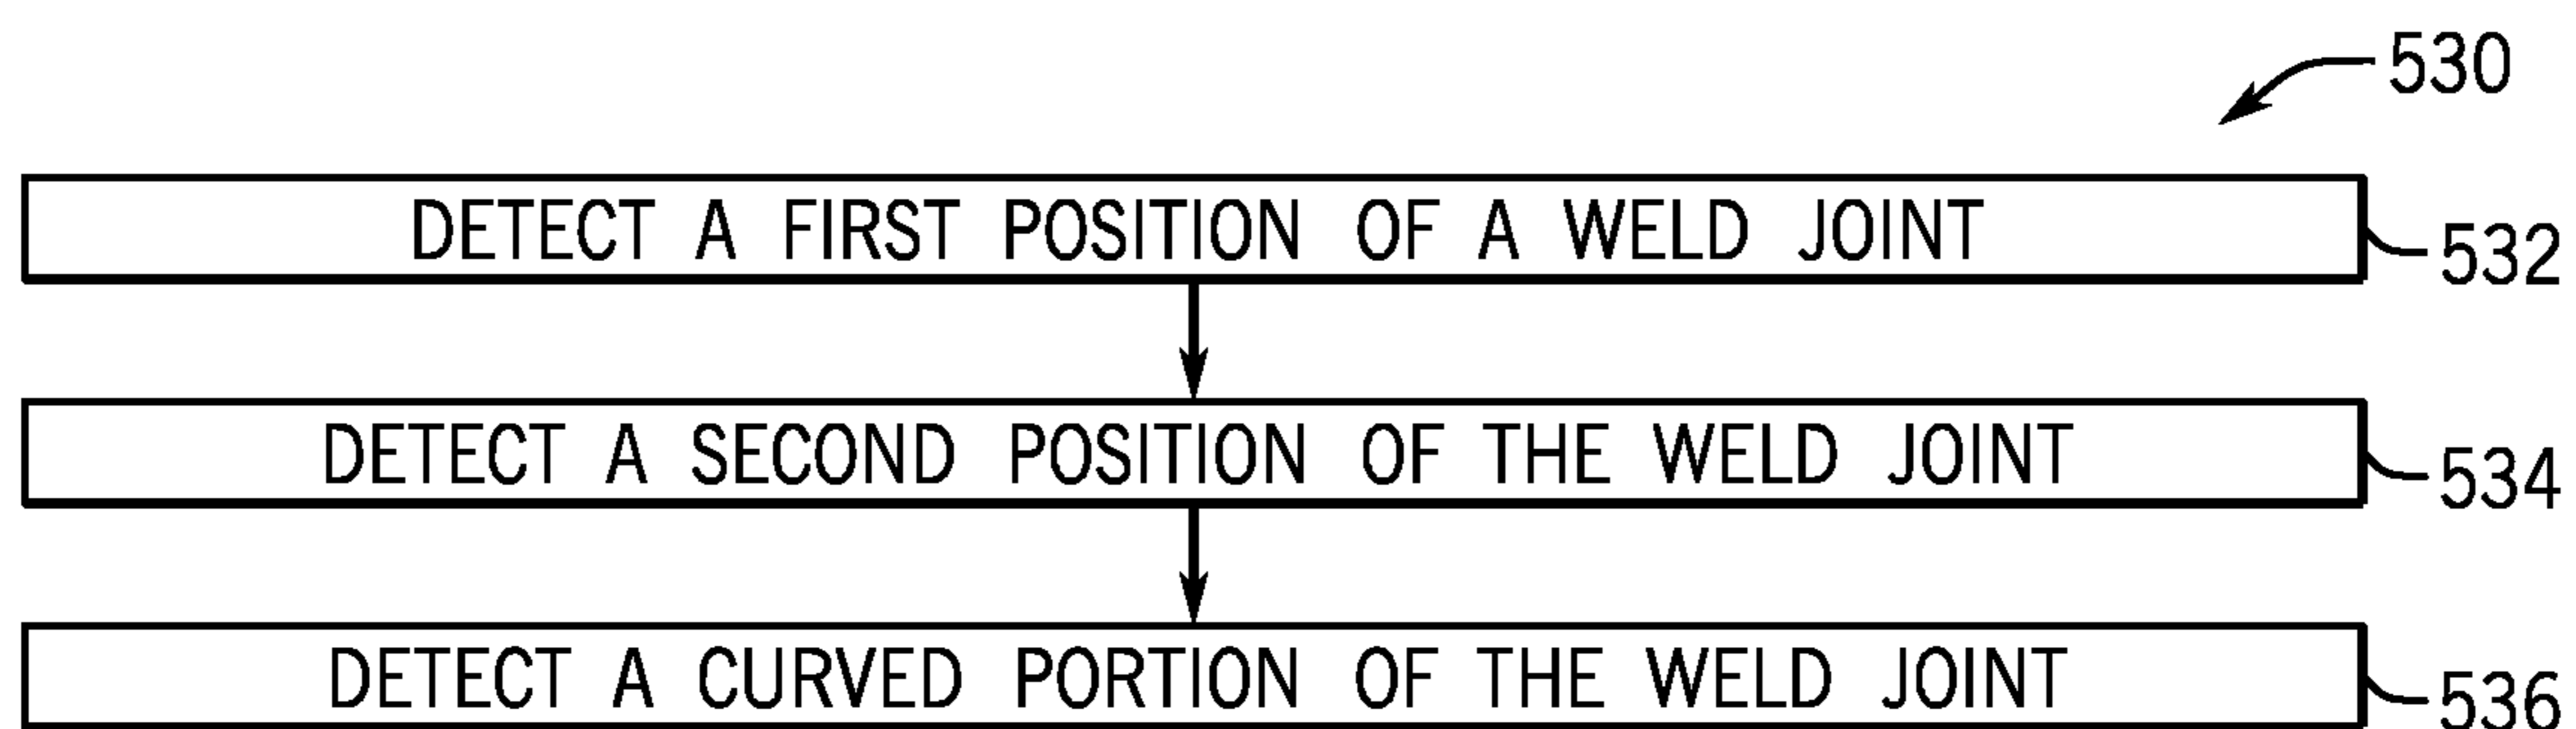 530
DETECT A FIRST POSITION OF A WELD JOINT
532
DETECT A SECOND POSITION OF THE WELD JOINT
534
DETECT A CURVED PORTION OF THE WELD JOINT
536